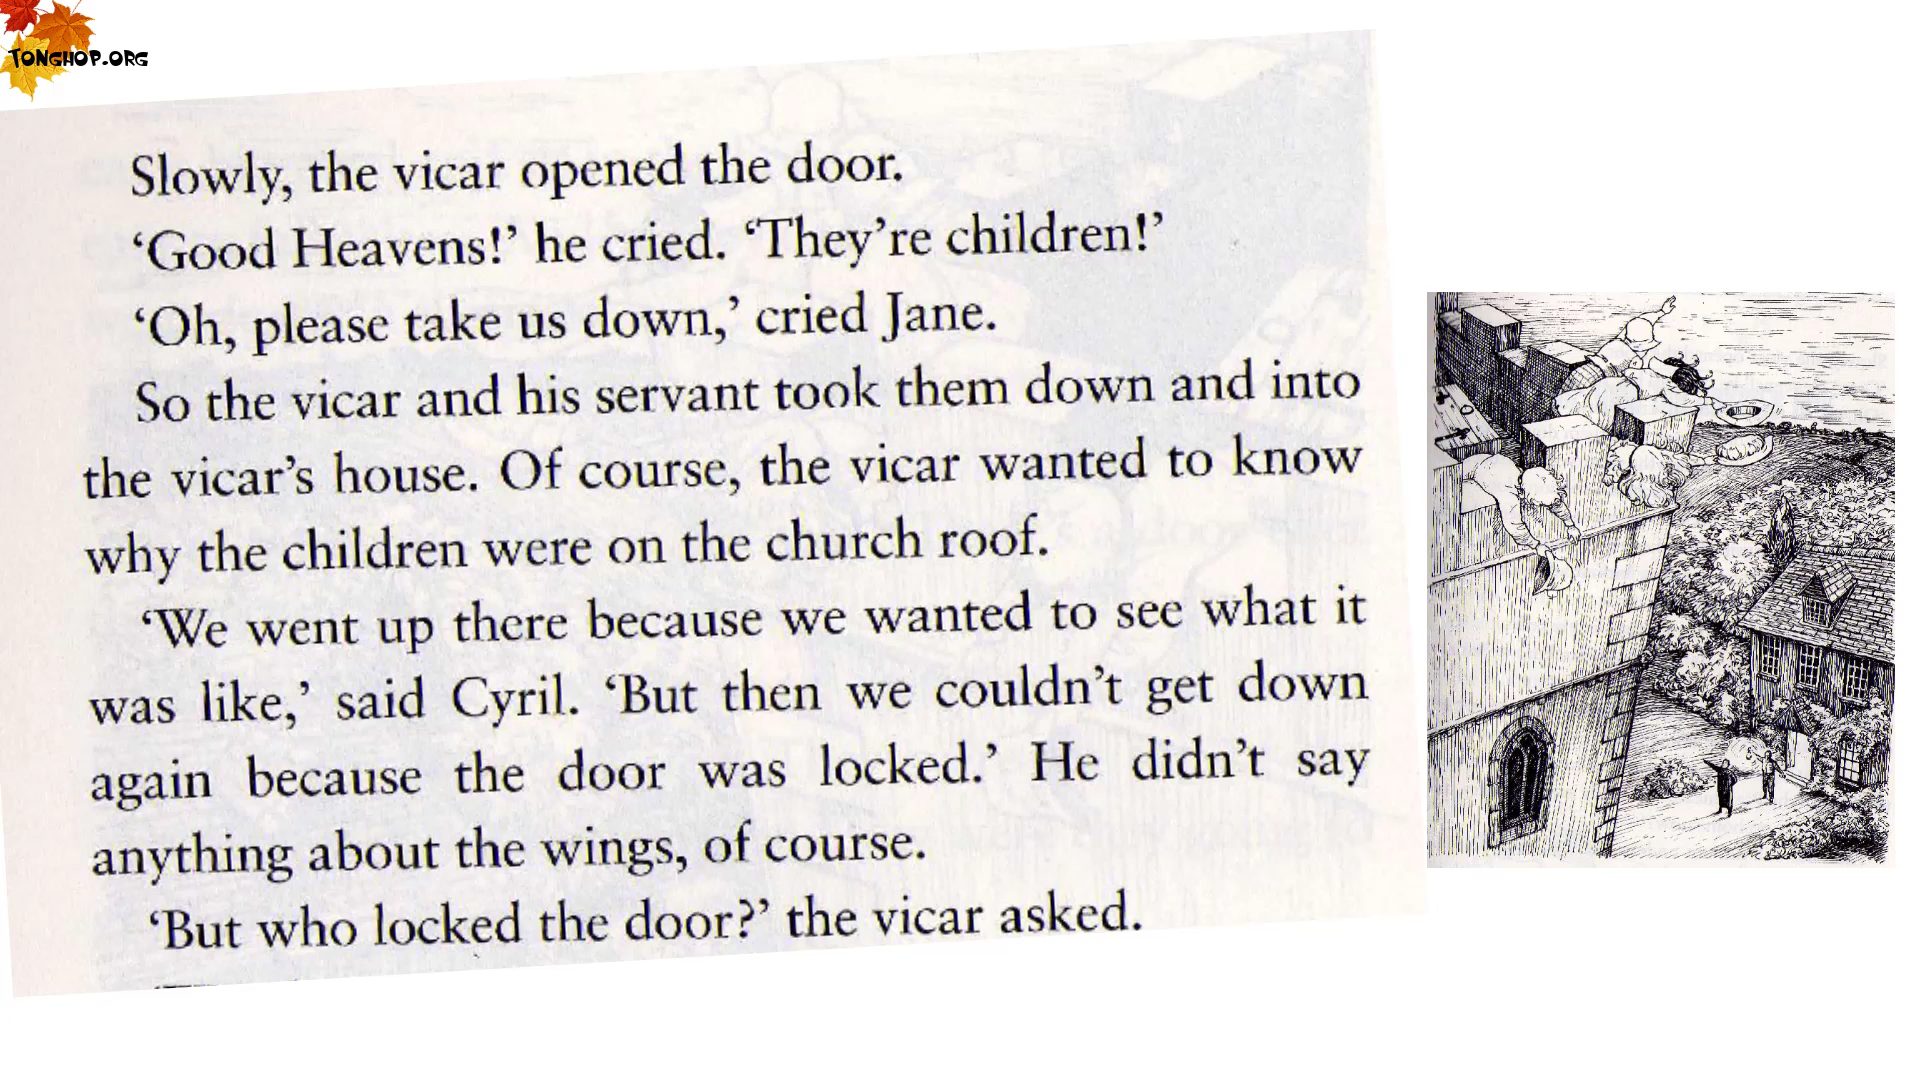 TONGHOP.ORG
Slowly, the vicar opened the door.
‘Good Heavens!’ he cried. ‘They’re children!’
‘Oh, please take us down,’ cried Jane.
So the vicar and his servant took them down and into
the vicar’s house. Of course, the vicar wanted to know
why the children were on the church roof.
‘We went up there because we wanted to see what it
was like,’ said Cyril. ‘But then we couldn’t get down
again because the door was locked.’ He didn’t say
anything about the wings, of course.
‘But who locked the door?’ the vicar asked.